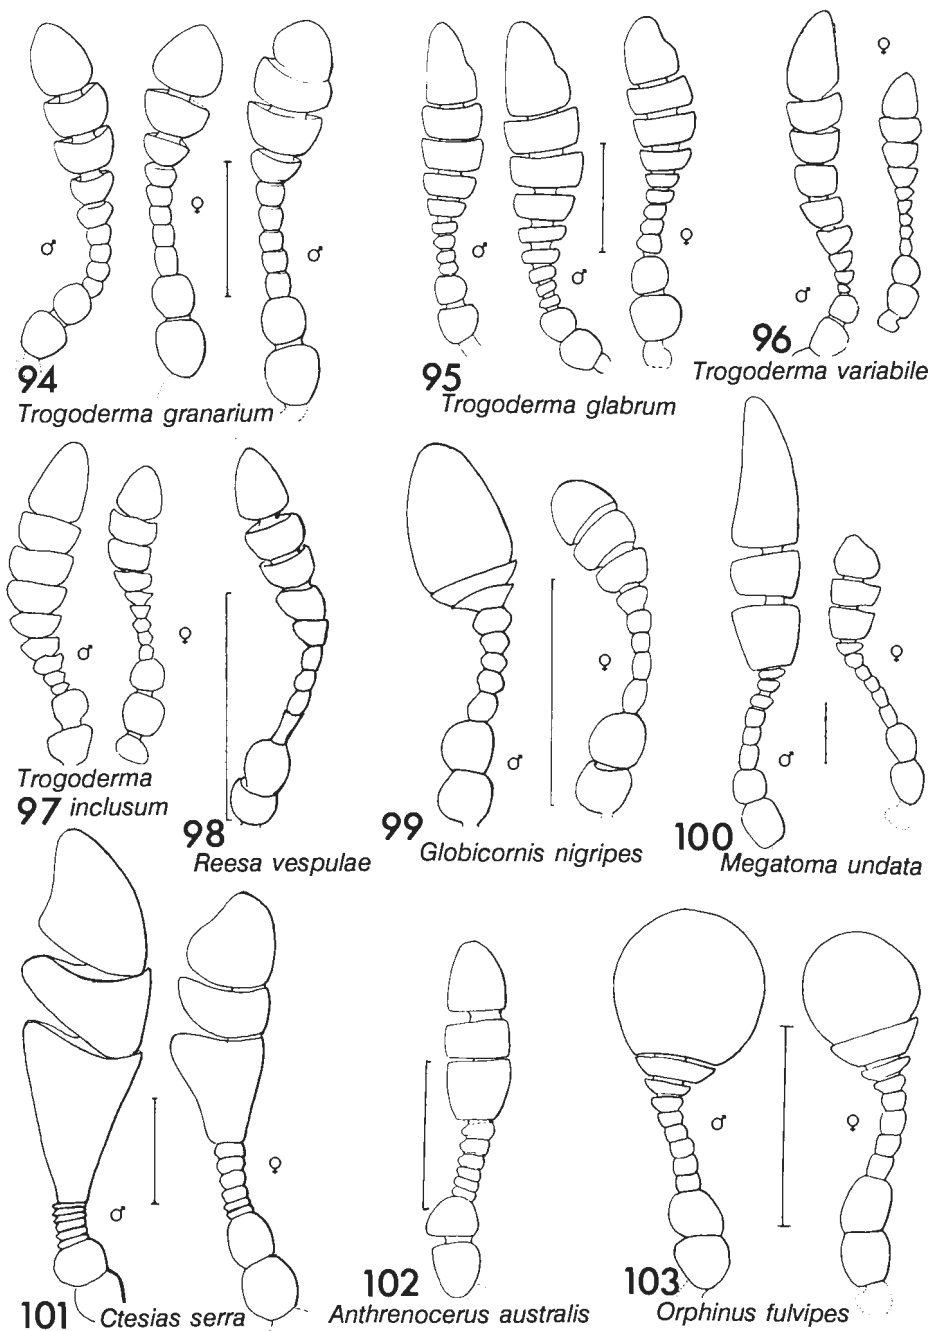 ♂
♀
♂
94
Trogoderma granarium
♂
♂
♀
95
Trogoderma glabrum
♀
♂
96
Trogoderma variabile
♂
♀
Trogoderma
97 inclusum
98
Reesa vespulae
♂
♀
99
Globicornis nigripes
♂
♀
100
Megatoma undata
♂
♀
101 Ctesias serra
102
Anthrenocerus australis
♂
♀
103
Orphinus fulvipes